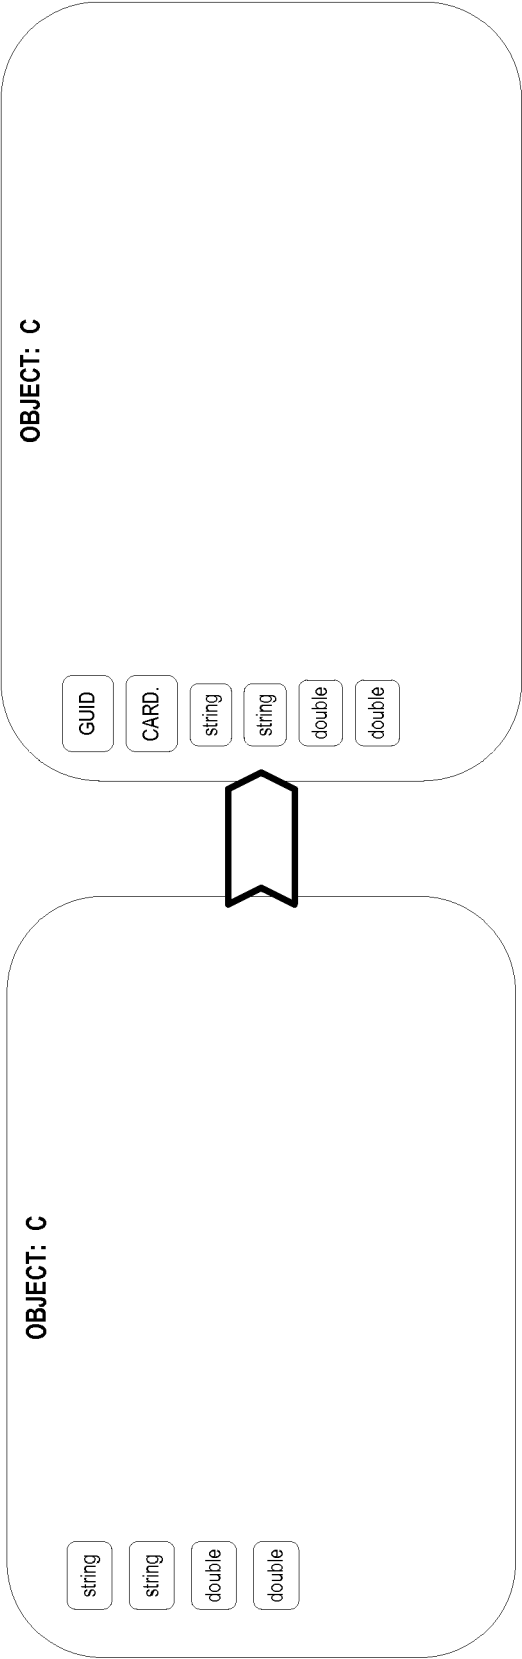 OBJECT: C
string
string
double
double
OBJECT: C
GUID
CARD.
string
string
double
double